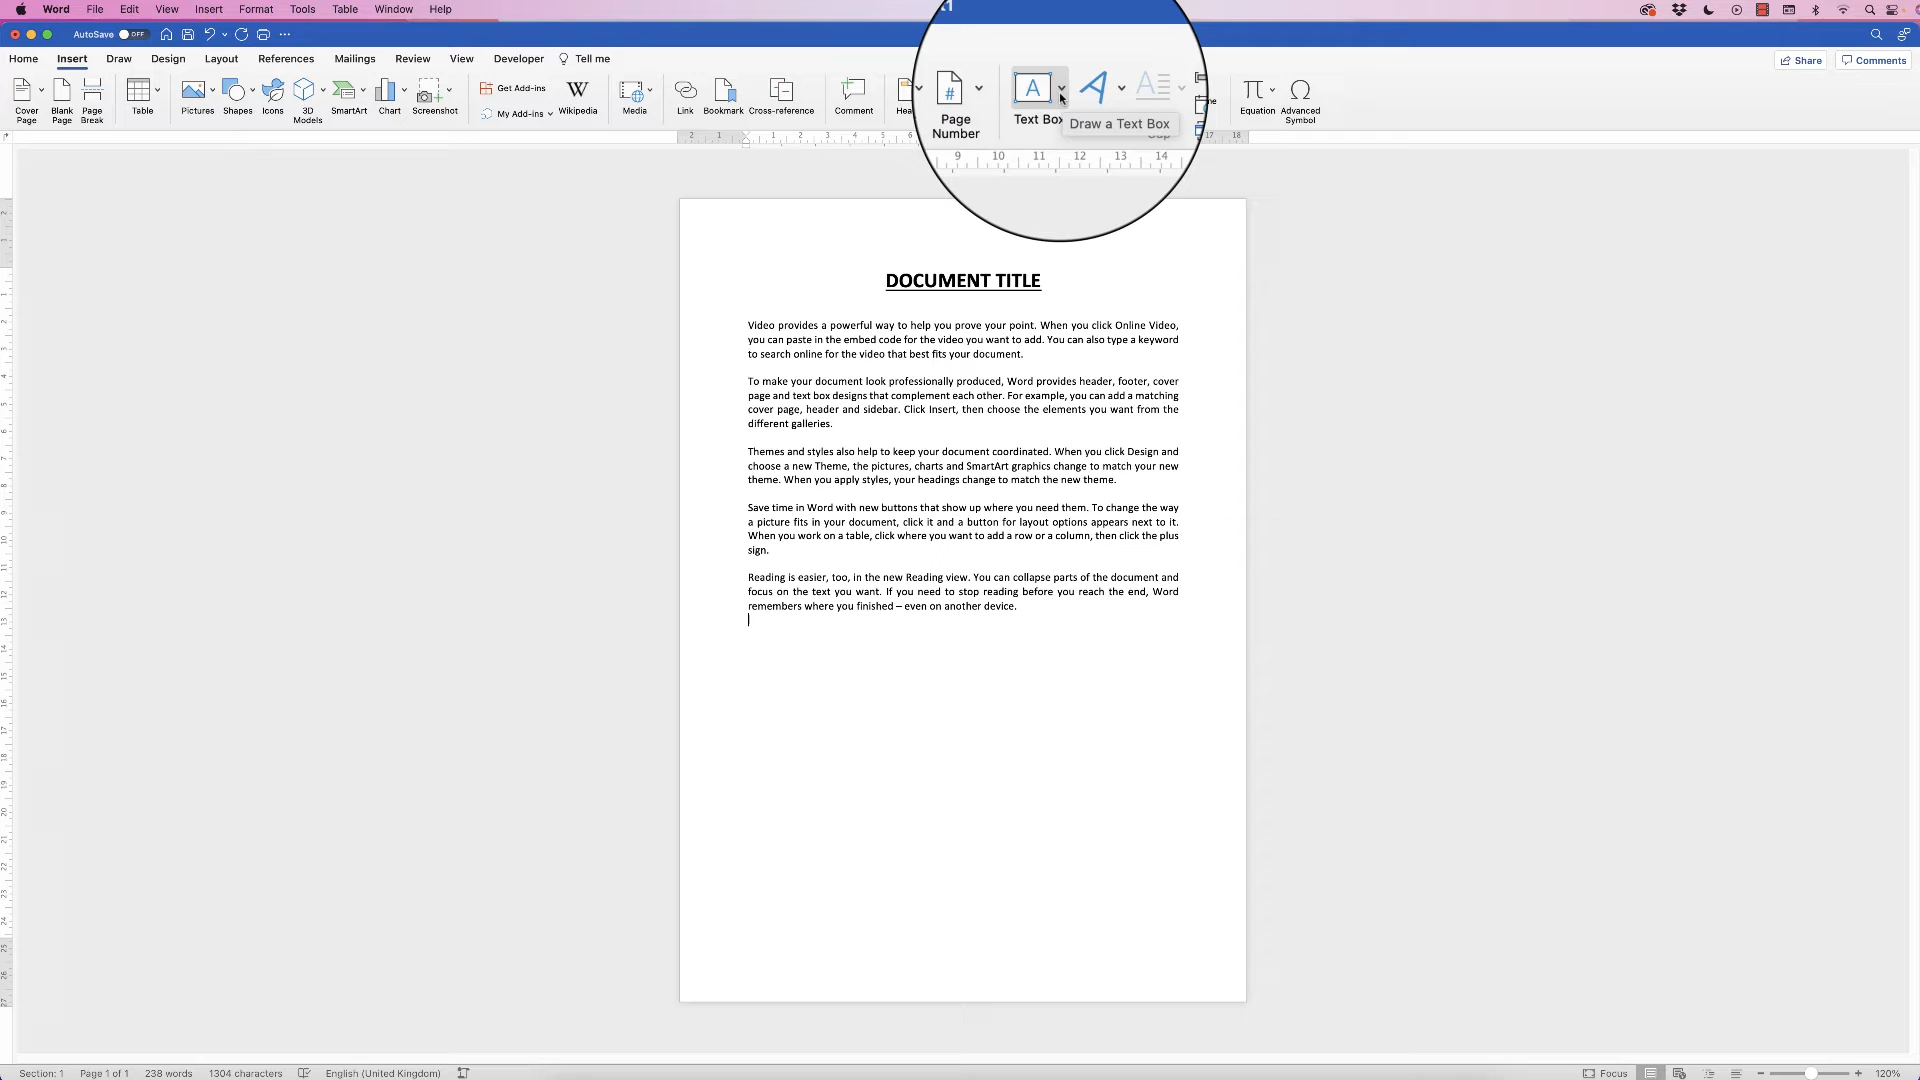 Word File Edit View Insert Format Tools Table Window Help
AutoSave OFF
Home Insert Draw Design Layout References Mailings Review View Developer Tell me
Share Comments
Cover Page
Blank Page
Page Break
Table
Pictures
Shapes
Icons
3D Models
SmartArt
Chart
Screenshot
Get Add-ins
My Add-ins
Wikipedia
Media
Link
Bookmark
Cross-reference
Comment
Page Number
Text Box
Draw a Text Box
Equation
Advanced Symbol
2 1 1 2 3 4 5 6 17 18
9 10 11 12 13 14
DOCUMENT TITLE
Video provides a powerful way to help you prove your point. When you click Online Video,
you can paste in the embed code for the video you want to add. You can also type a keyword
to search online for the video that best fits your document.
To make your document look professionally produced, Word provides header, footer, cover
page and text box designs that complement each other. For example, you can add a matching
cover page, header and sidebar. Click Insert, then choose the elements you want from the
different galleries.
Themes and styles also help to keep your document coordinated. When you click Design and
choose a new Theme, the pictures, charts and SmartArt graphics change to match your new
theme. When you apply styles, your headings change to match the new theme.
Save time in Word with new buttons that show up where you need them. To change the way
a picture fits in your document, click it and a button for layout options appears next to it.
When you work on a table, click where you want to add a row or a column, then click the plus
sign.
Reading is easier, too, in the new Reading view. You can collapse parts of the document and
focus on the text you want. If you need to stop reading before you reach the end, Word
remembers where you finished – even on another device.
Section: 1 Page 1 of 1 238 words 1304 characters English (United Kingdom) Focus 120%